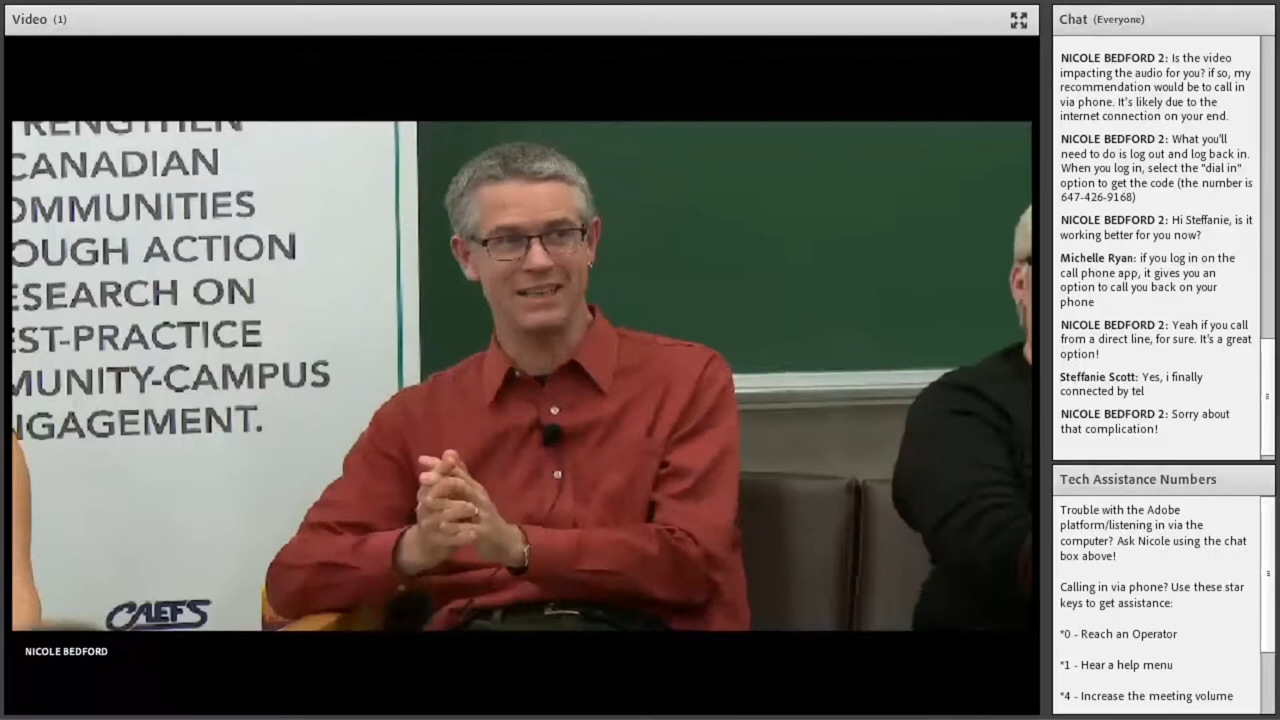 Video (1)
RENGTHEN
CANADIAN
OMMUNITIES
OUGH ACTION
ESEARCH ON
EST-PRACTICE
MUNITY-CAMPUS
NGAGEMENT.
CAEFS
NICOLE BEDFORD
Chat (Everyone)
NICOLE BEDFORD 2: Is the video
impacting the audio for you? if so, my
recommendation would be to call in
via phone. It's likely due to the
internet connection on your end.
NICOLE BEDFORD 2: What you'll
need to do is log out and log back in.
When you log in, select the "dial in"
option to get the code (the number is
647-426-9168)
NICOLE BEDFORD 2: Hi Steffanie, is it
working better for you now?
Michelle Ryan: if you log in on the
call phone app, it gives you an
option to call you back on your
phone
NICOLE BEDFORD 2: Yeah if you call
from a direct line, for sure. It's a great
option!
Steffanie Scott: Yes, i finally
connected by tel
NICOLE BEDFORD 2: Sorry about
that complication!
Tech Assistance Numbers
Trouble with the Adobe
platform/listening in via the
computer? Ask Nicole using the chat
box above!
Calling in via phone? Use these star
keys to get assistance:
*0 - Reach an Operator
*1 - Hear a help menu
*4 - Increase the meeting volume